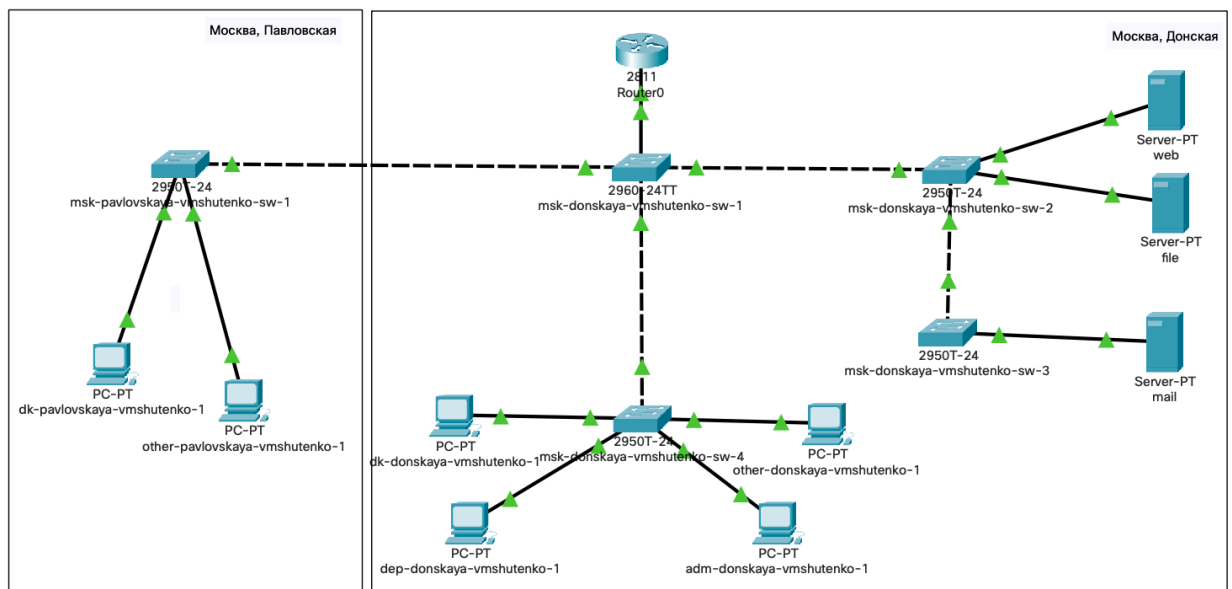 Москва, Павловская
Москва, Донская
2811
Router0
Server-PT
web
2950T-24
msk-pavlovskaya-vmshutenko-sw-1
2960-24TT
msk-donskaya-vmshutenko-sw-1
2950T-24
msk-donskaya-vmshutenko-sw-2
Server-PT
file
2950T-24
msk-donskaya-vmshutenko-sw-3
Server-PT
mail
PC-PT
dk-pavlovskaya-vmshutenko-1
PC-PT
other-pavlovskaya-vmshutenko-1
PC-PT
dk-donskaya-vmshutenko-1
2950T-24
msk-donskaya-vmshutenko-sw-4
PC-PT
other-donskaya-vmshutenko-1
PC-PT
dep-donskaya-vmshutenko-1
PC-PT
adm-donskaya-vmshutenko-1